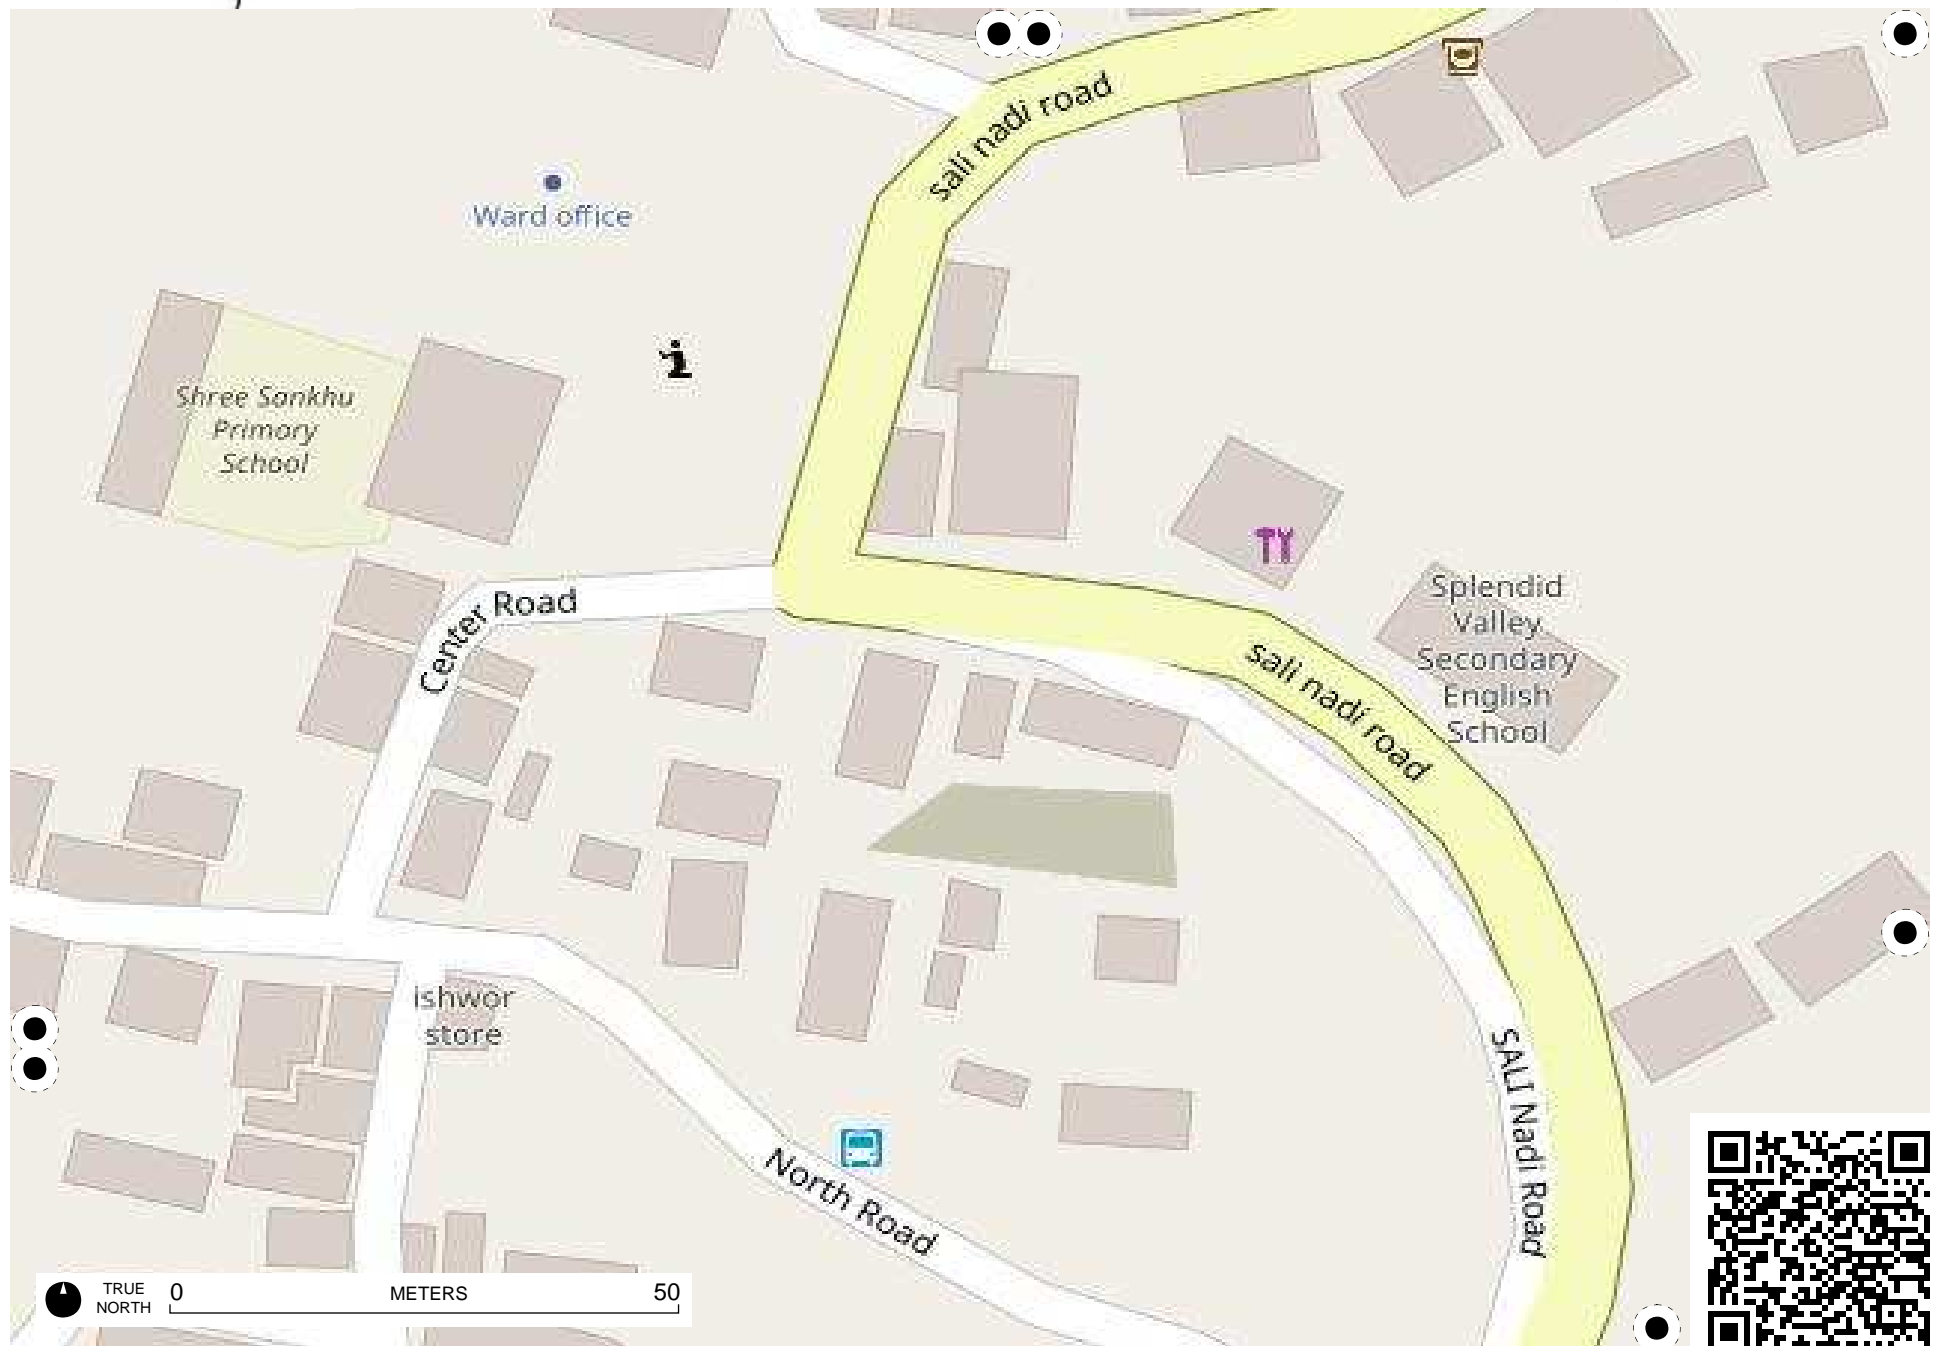 sali nadi road
Ward office
Shree Sankhu
Primary
School
Splendid
Valley
Secondary
English
School
Center Road
sali nadi road
ishwor
store
SALI Nadi Road
North Road
TRUE
NORTH
0 METERS 50